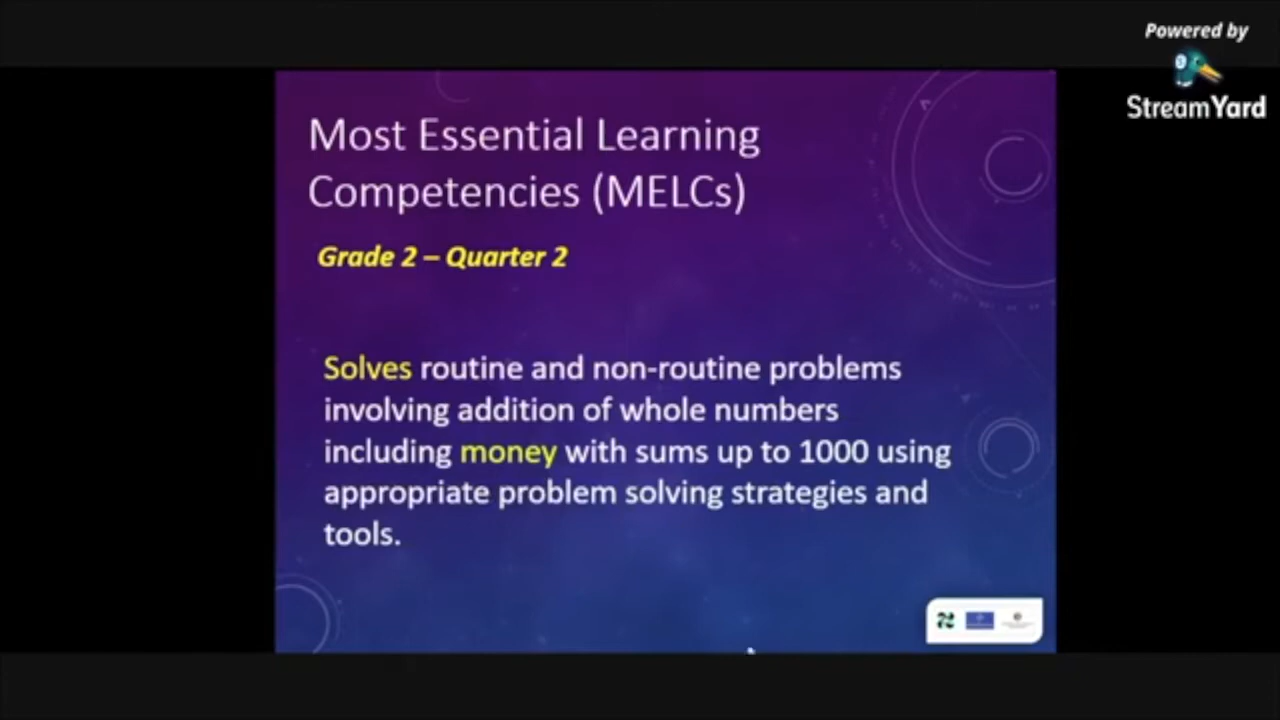 Powered by
StreamYard
Most Essential Learning
Competencies (MELCs)
Grade 2 – Quarter 2
Solves routine and non-routine problems
involving addition of whole numbers
including money with sums up to 1000 using
appropriate problem solving strategies and
tools.